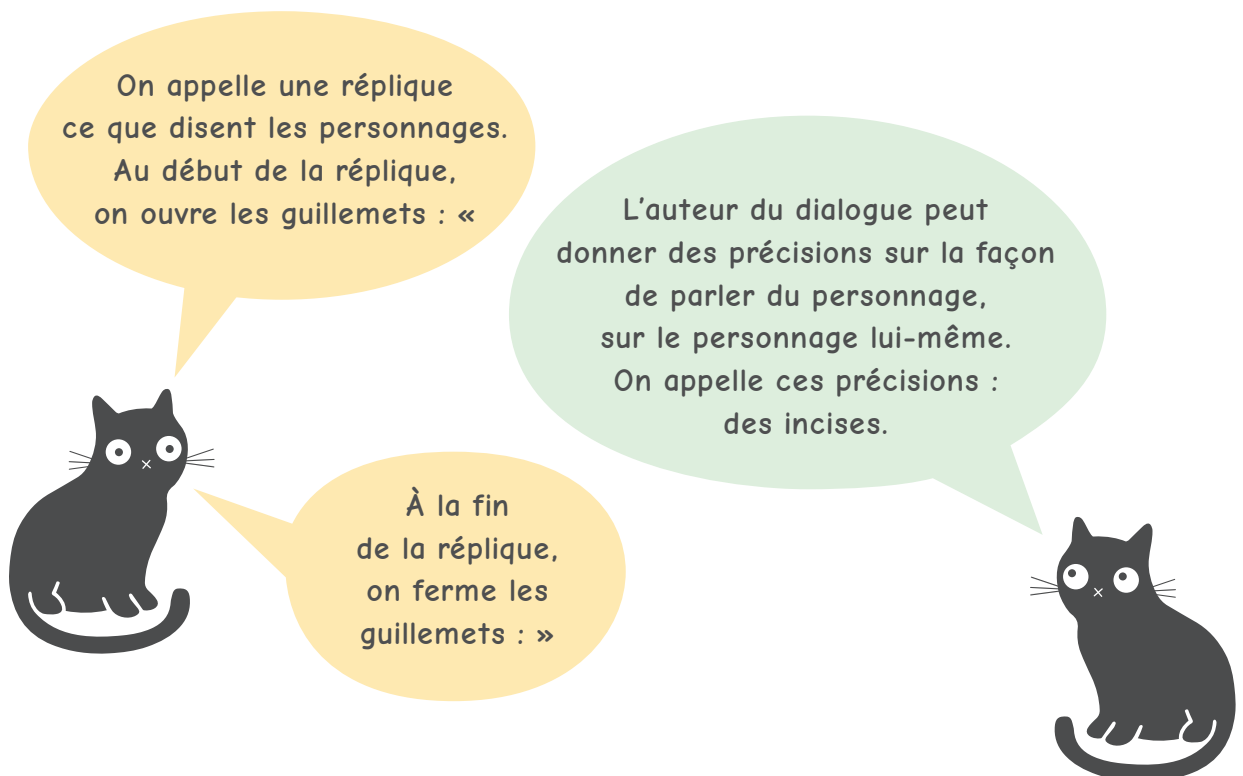 On appelle une réplique
ce que disent les personnages.
Au début de la réplique,
on ouvre les guillemets : «
L'auteur du dialogue peut
donner des précisions sur la façon
de parler du personnage,
sur le personnage lui-même.
On appelle ces précisions :
des incises.
À la fin
de la réplique,
on ferme les
guillemets : »